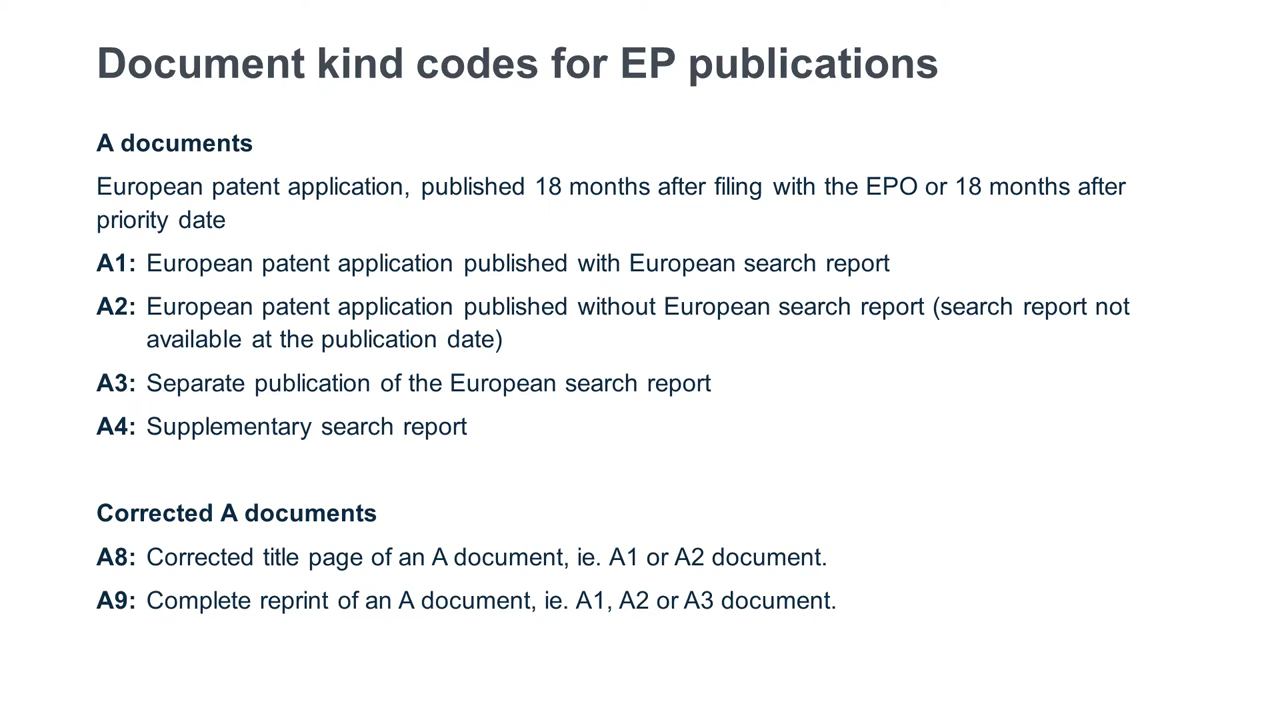 Document kind codes for EP publications
A documents
European patent application, published 18 months after filing with the EPO or 18 months after
priority date
A1: European patent application published with European search report
A2: European patent application published without European search report (search report not
available at the publication date)
A3: Separate publication of the European search report
A4: Supplementary search report
Corrected A documents
A8: Corrected title page of an A document, ie. A1 or A2 document.
A9: Complete reprint of an A document, ie. A1, A2 or A3 document.